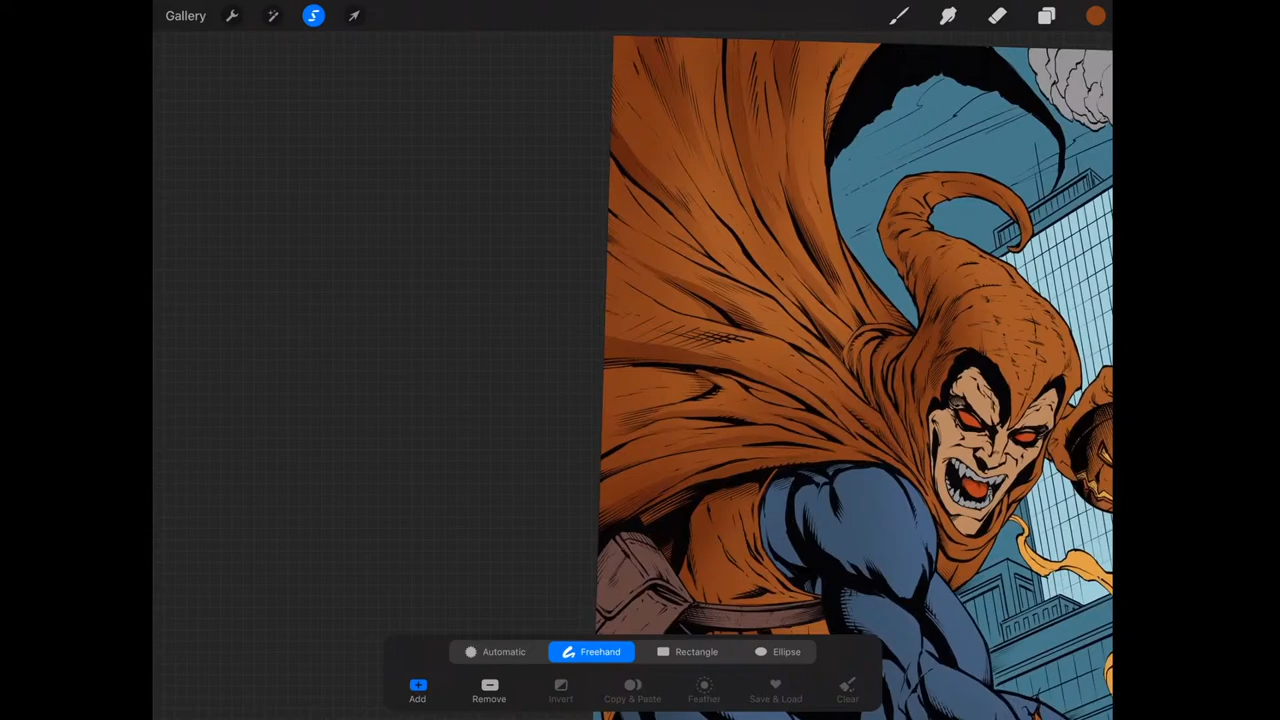 Gallery
Automatic Freehand Rectangle Ellipse
Add Remove Invert Copy & Paste Feather Save & Load Clear